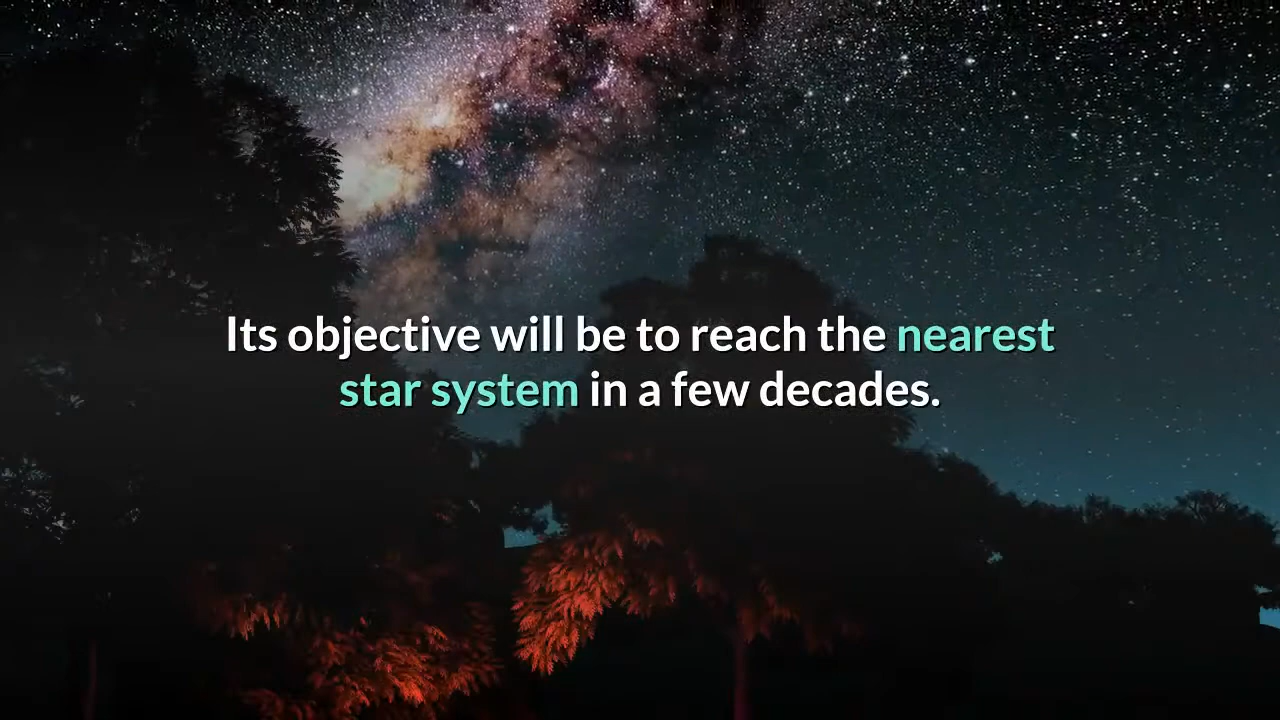 Its objective will be to reach the nearest
star system in a few decades.